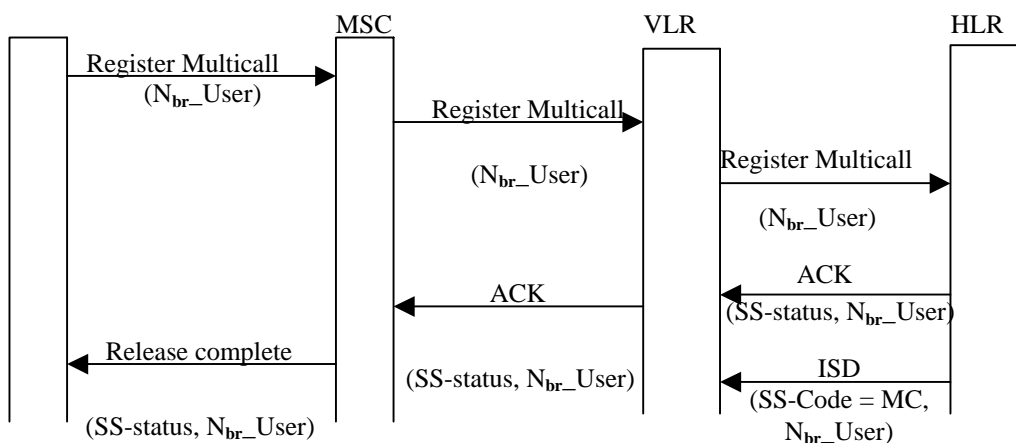 MSC
VLR
HLR
Register Multicall
(Nbr_User)
Register Multicall
(Nbr_User)
Register Multicall
(Nbr_User)
ACK
(SS-status, Nbr_User)
ACK
(SS-status, Nbr_User)
Release complete
(SS-status, Nbr_User)
ISD
(SS-Code = MC,
Nbr_User)